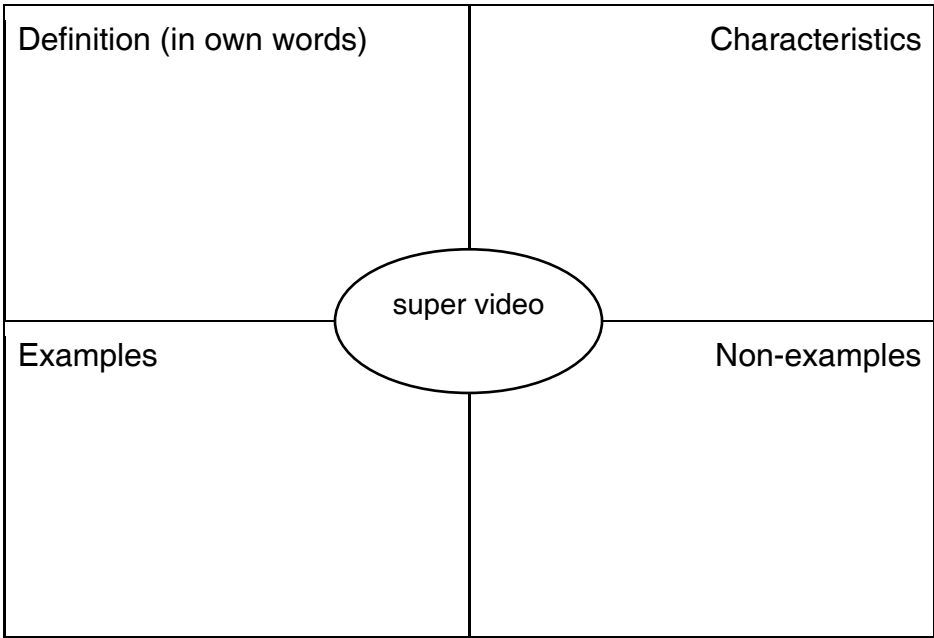 Definition (in own words)
Characteristics
super video
Examples
Non-examples